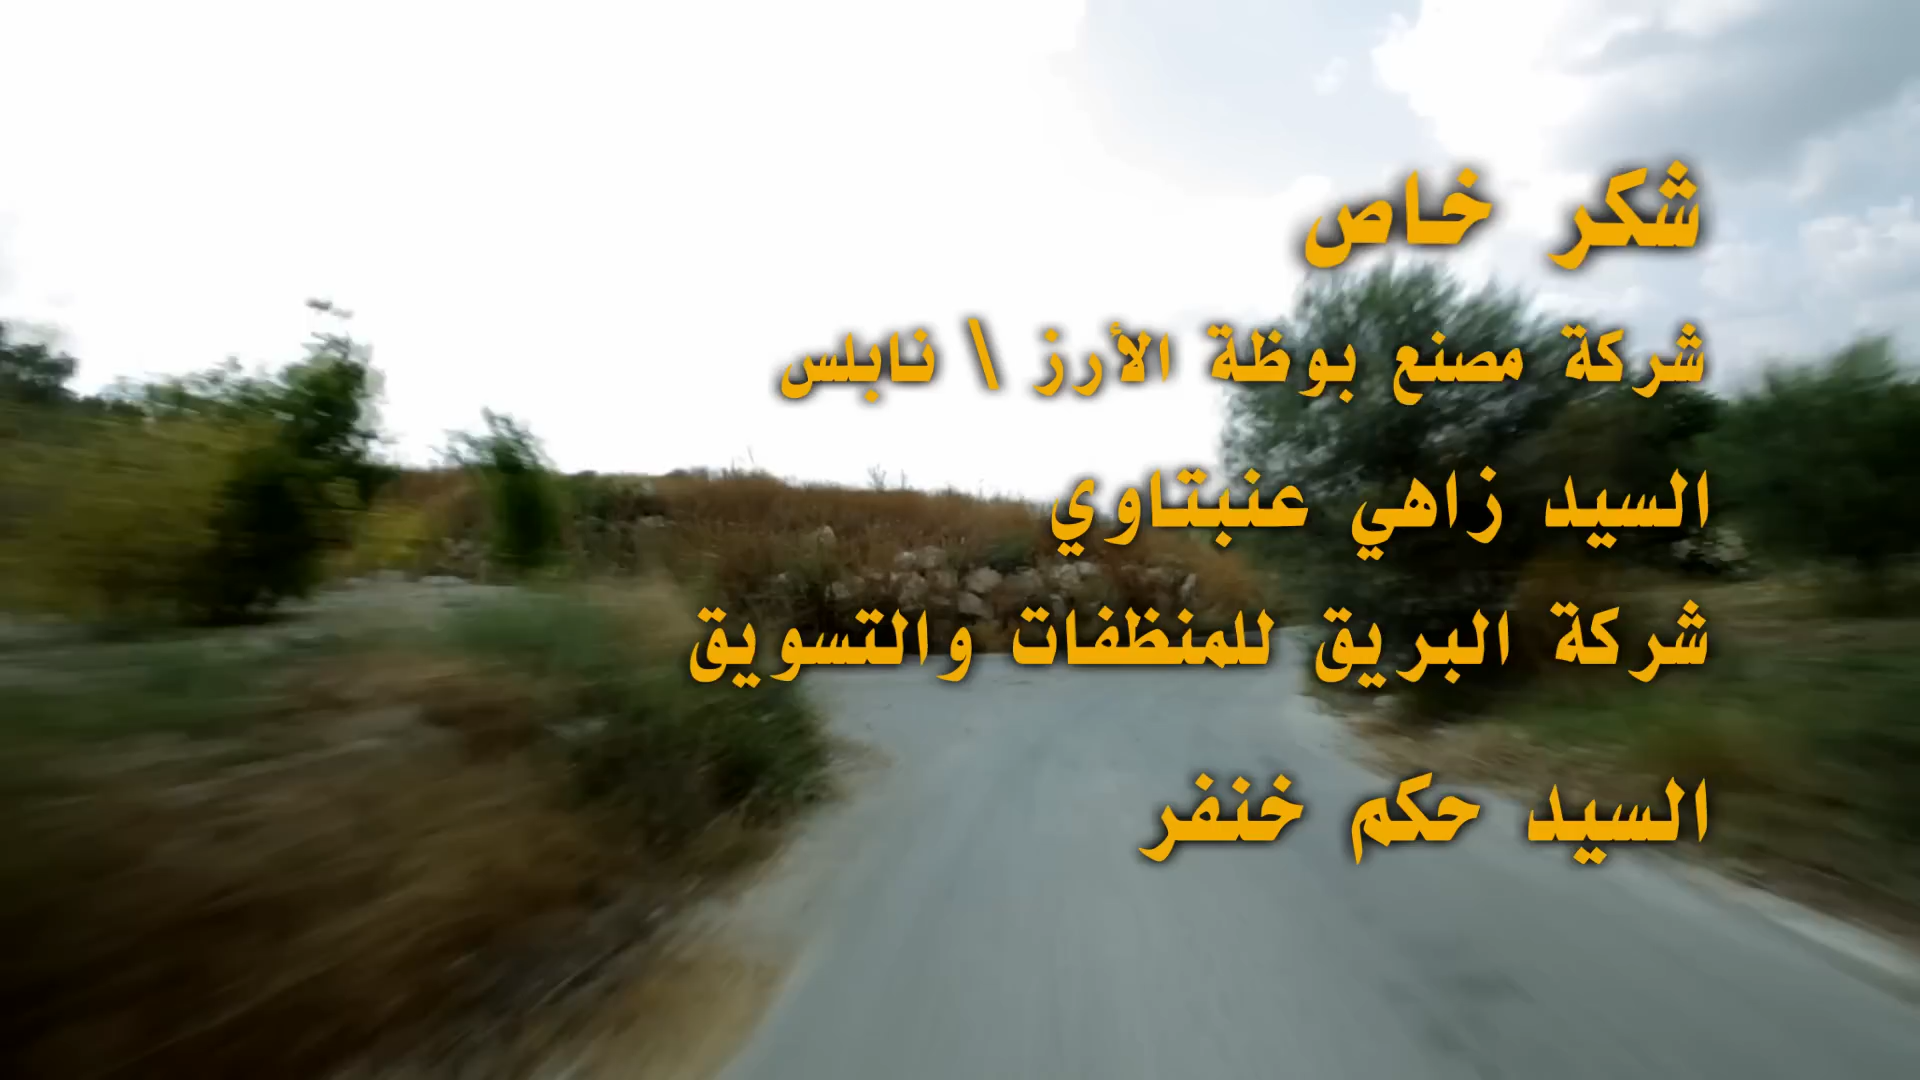 شكر خاص
شركة مصنع بوظة الأرز \ نابلس
السيد زاهي عنبتاوي
شركة البريق للمنظفات والتسويق
السيد حكم خنفر